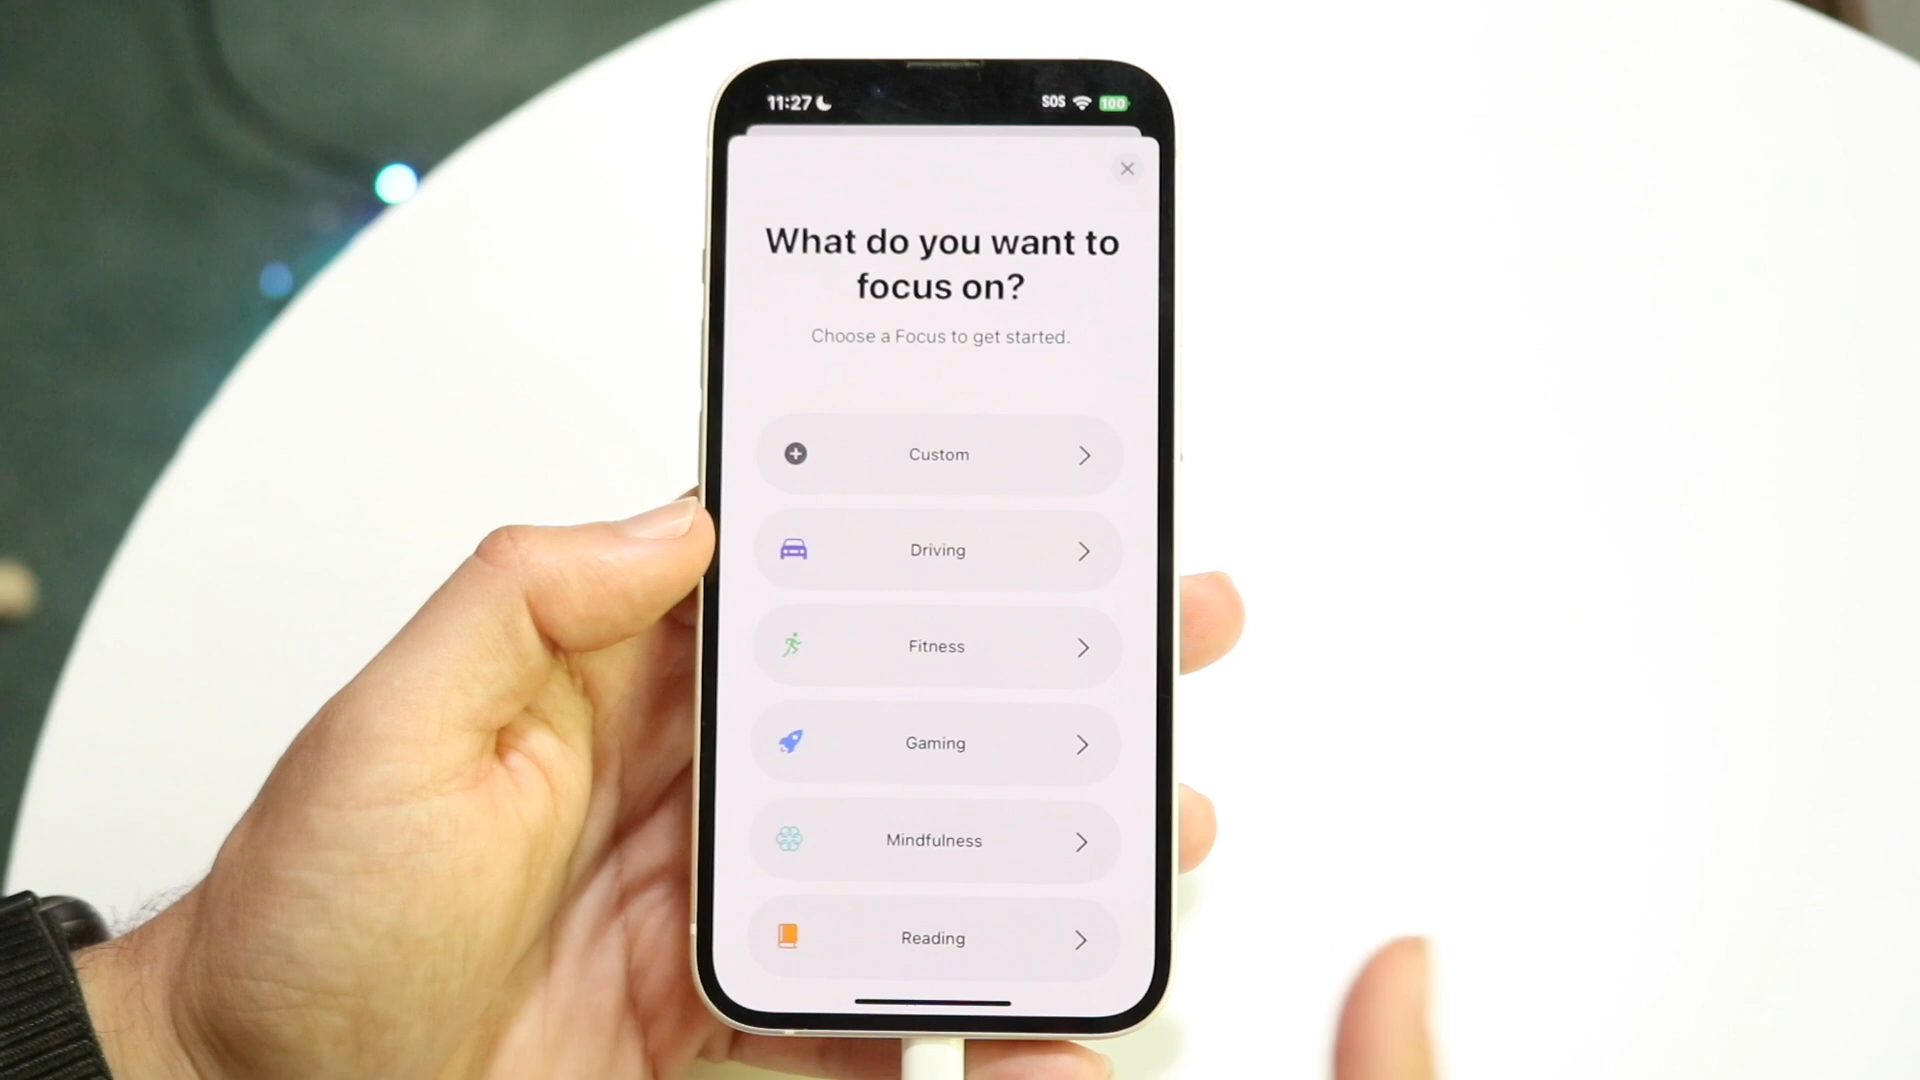 11:27
SOS
100
What do you want to
focus on?
Choose a Focus to get started.
Custom
Driving
Fitness
Gaming
Mindfulness
Reading